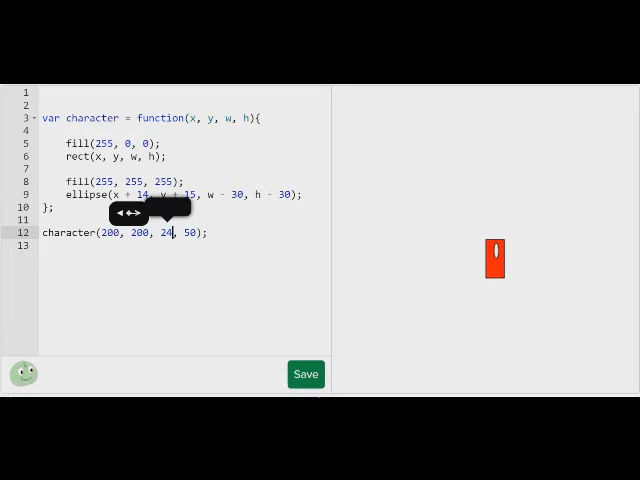 1
2
3 var character = function(x, y, w, h){
4
5 fill(255, 0, 0);
6 rect(x, y, w, h);
7
8 fill(255, 255, 255);
9 ellipse(x + 14, y + 15, w - 30, h - 30);
10 };
11
12 character(200, 200, 24, 50);
13
Save